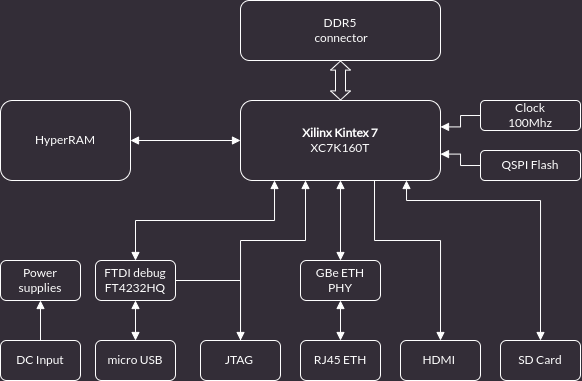 DDR5
connector
HyperRAM
Xilinx Kintex 7
XC7K160T
Clock
100Mhz
QSPI Flash
Power
supplies
FTDI debug
FT4232HQ
GBe ETH
PHY
DC Input
micro USB
JTAG
RJ45 ETH
HDMI
SD Card